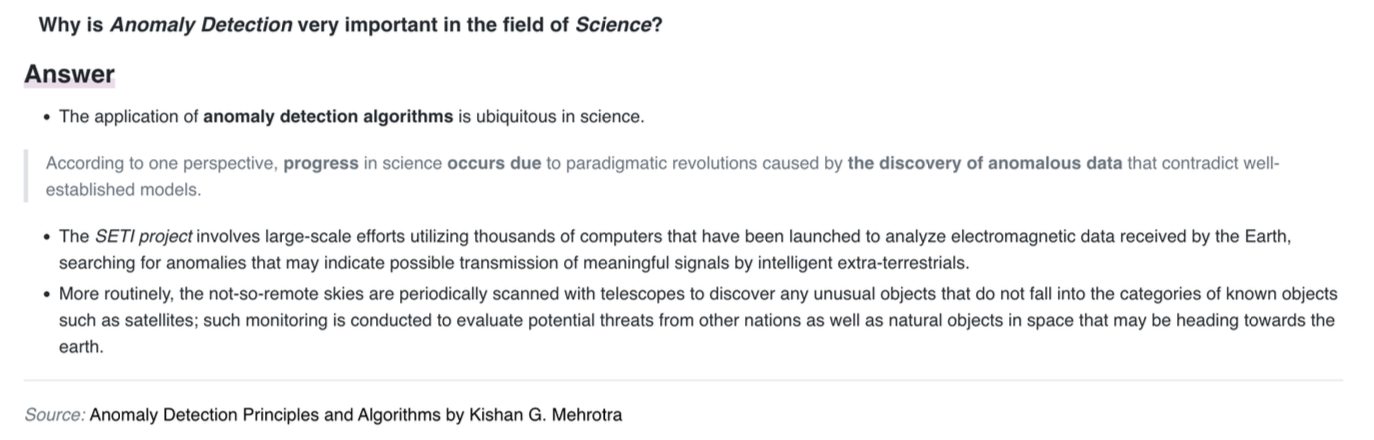 Why is Anomaly Detection very important in the field of Science?
Answer
• The application of anomaly detection algorithms is ubiquitous in science.
According to one perspective, progress in science occurs due to paradigmatic revolutions caused by the discovery of anomalous data that contradict well-
established models.
• The SETI project involves large-scale efforts utilizing thousands of computers that have been launched to analyze electromagnetic data received by the Earth,
searching for anomalies that may indicate possible transmission of meaningful signals by intelligent extra-terrestrials.
• More routinely, the not-so-remote skies are periodically scanned with telescopes to discover any unusual objects that do not fall into the categories of known objects
such as satellites; such monitoring is conducted to evaluate potential threats from other nations as well as natural objects in space that may be heading towards the
earth.
Source: Anomaly Detection Principles and Algorithms by Kishan G. Mehrotra